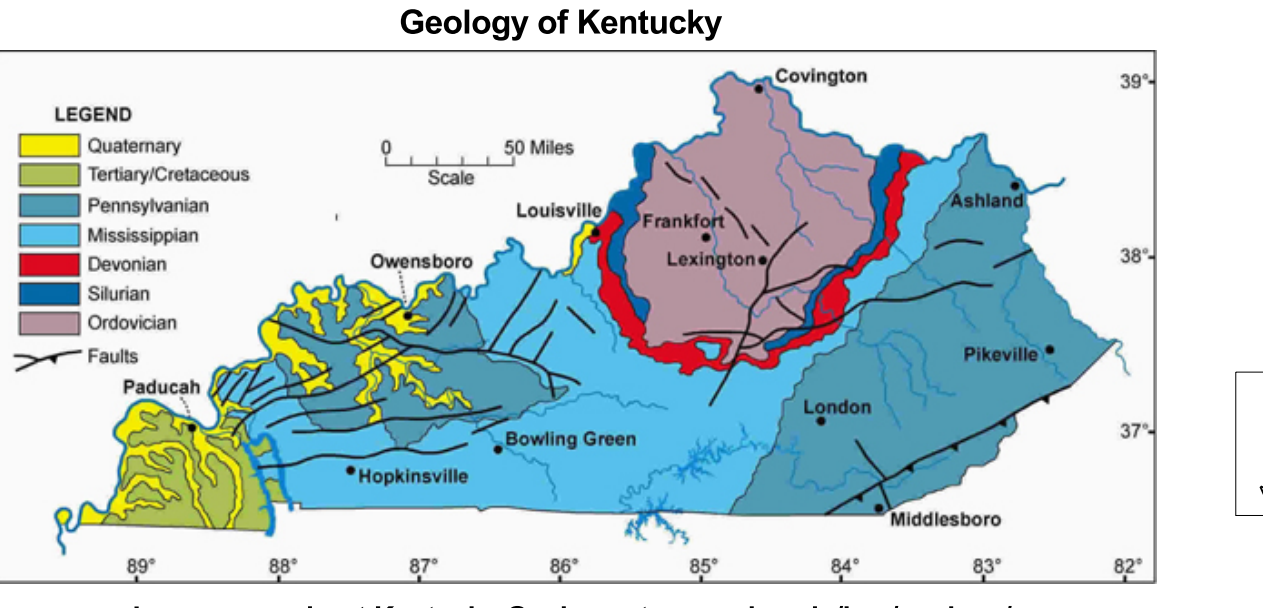 Geology of Kentucky
Covington
39°
LEGEND
Quaternary
0 50 Miles
Scale
Tertiary/Cretaceous
Pennsylvanian
Ashland
Louisville
Frankfort
Mississippian
38°
Devonian
Owensboro
Lexington
Silurian
Ordovician
Faults
Pikeville
Paducah
London
37°
Bowling Green
Hopkinsville
Middlesboro
89° 88° 87° 86° 85° 84° 83° 82°